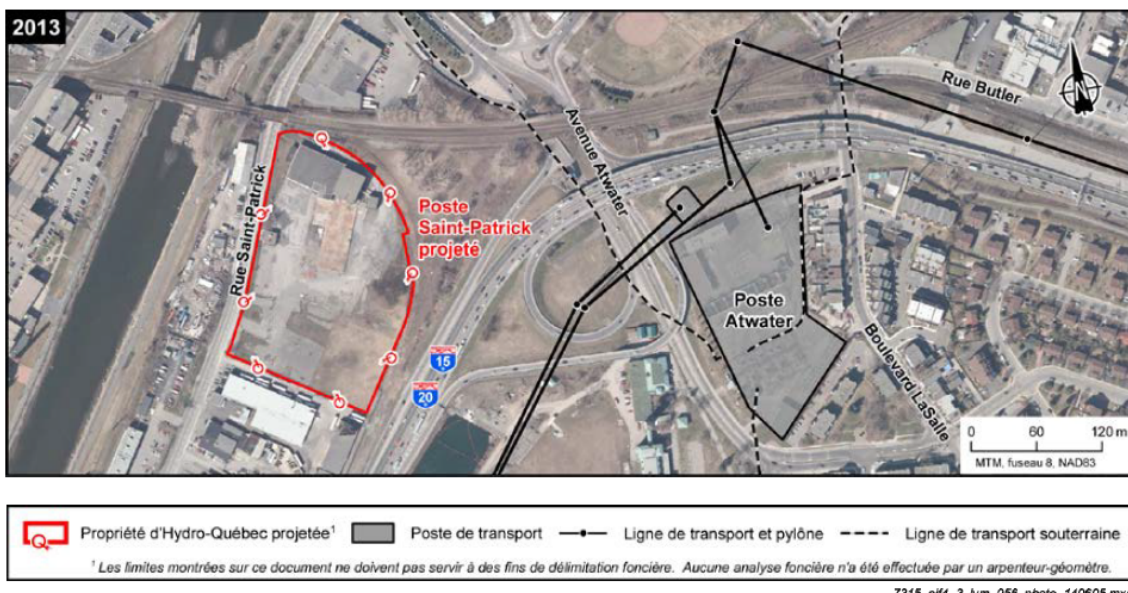 2013
Rue Butler
Avenue Atwater
Rue Saint-Patrick
Poste
Saint-Patrick
projeté
Poste
Atwater
Boulevard LaSalle
15
20
0 60 120 m
MTM, fuseau 8, NAD83
Propriété d'Hydro-Québec projetée¹
Poste de transport
Ligne de transport et pylône
Ligne de transport souterraine
¹ Les limites montrées sur ce document ne doivent pas servir à des fins de délimitation foncière. Aucune analyse foncière n'a été effectuée par un arpenteur-géomètre.